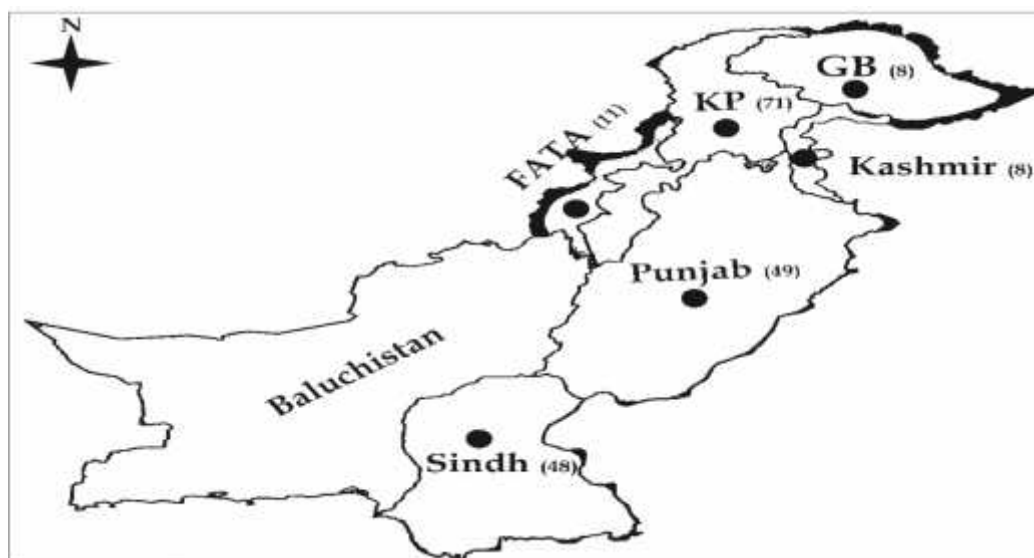 N
GB (8)
KP (71)
FATA (11)
Kashmir (8)
Punjab (49)
Baluchistan
Sindh (48)